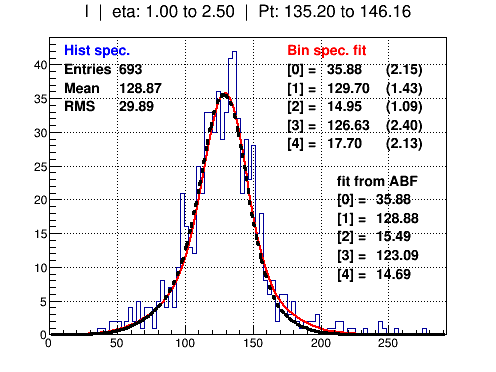 I | eta: 1.00 to 2.50 | Pt: 135.20 to 146.16
Hist spec.
Entries 693
Mean 128.87
RMS 29.89
Bin spec. fit
[0] = 35.88 (2.15)
[1] = 129.70 (1.43)
[2] = 14.95 (1.09)
[3] = 126.63 (2.40)
[4] = 17.70 (2.13)
fit from ABF
[0] = 35.88
[1] = 128.88
[2] = 15.49
[3] = 123.09
[4] = 14.69
40
35
30
25
20
15
10
5
0
0 50 100 150 200 250